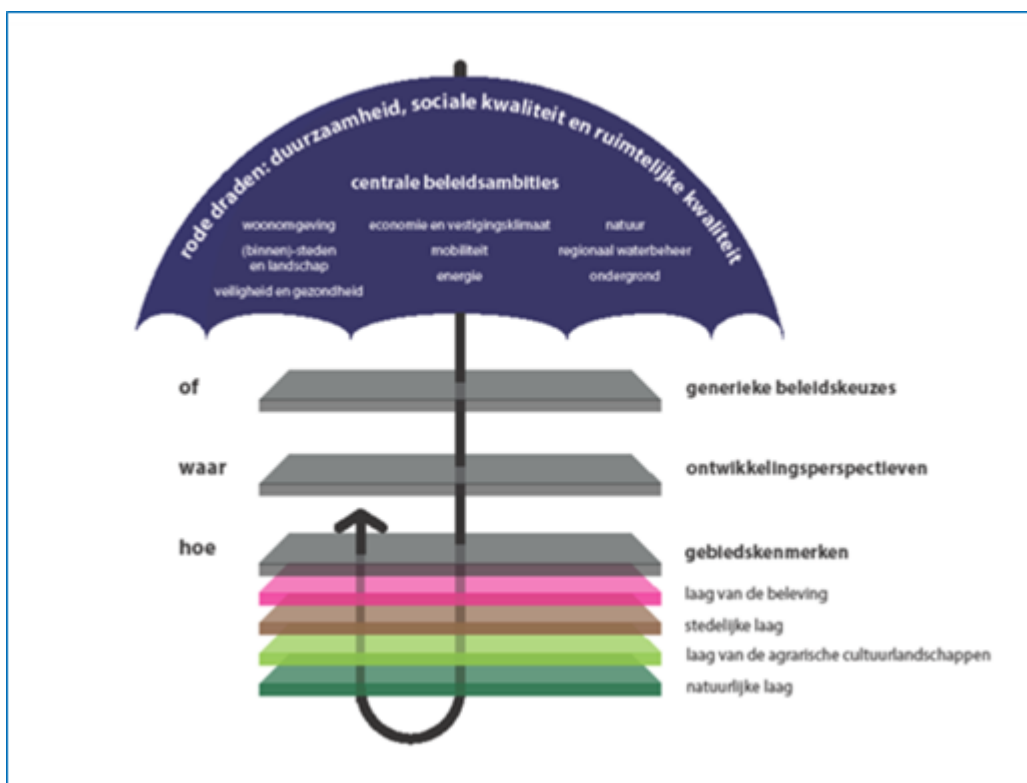 rode draden: duurzaamheid, sociale kwaliteit en ruimtelijke kwaliteit
centrale beleidsambities
woonomgeving
(binnen)-steden
en landschap
veiligheid en gezondheid
economie en vestigingsklimaat
mobiliteit
energie
natuur
regionaal waterbeheer
ondergrond
of
generieke beleidskeuzes
waar
ontwikkelingsperspectieven
hoe
gebiedskenmerken
laag van de beleving
stedelijke laag
laag van de agrarische cultuurlandschappen
natuurlijke laag